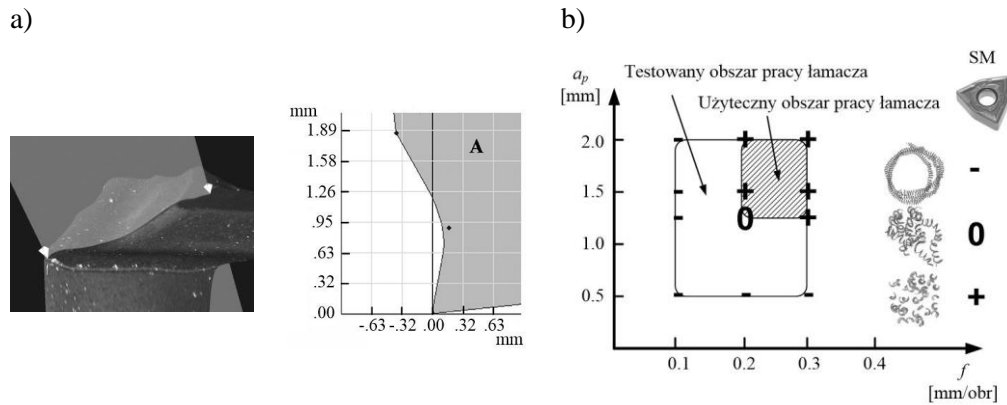 a)
b)
mm
1.89
1.58
1.26
.95
.63
.32
.00
-.63 -.32 .00 .32 .63
mm
A
SM
a_p
[mm]
Testowany obszar pracy łamacza
Użyteczny obszar pracy łamacza
2.0
1.5
1.0
0.5
0
-
0
+
0.1 0.2 0.3 0.4
f
[mm/obr]